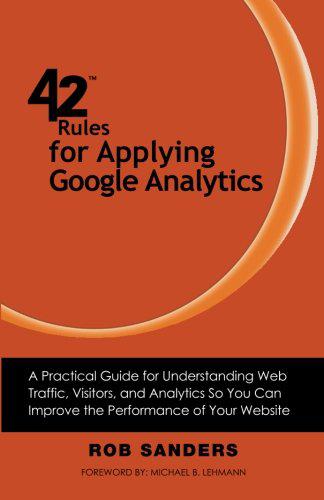 42™
Rules
for Applying
Google Analytics
A Practical Guide for Understanding Web
Traffic, Visitors, and Analytics So You Can
Improve the Performance of Your Website
ROB SANDERS
FOREWORD BY: MICHAEL B. LEHMANN